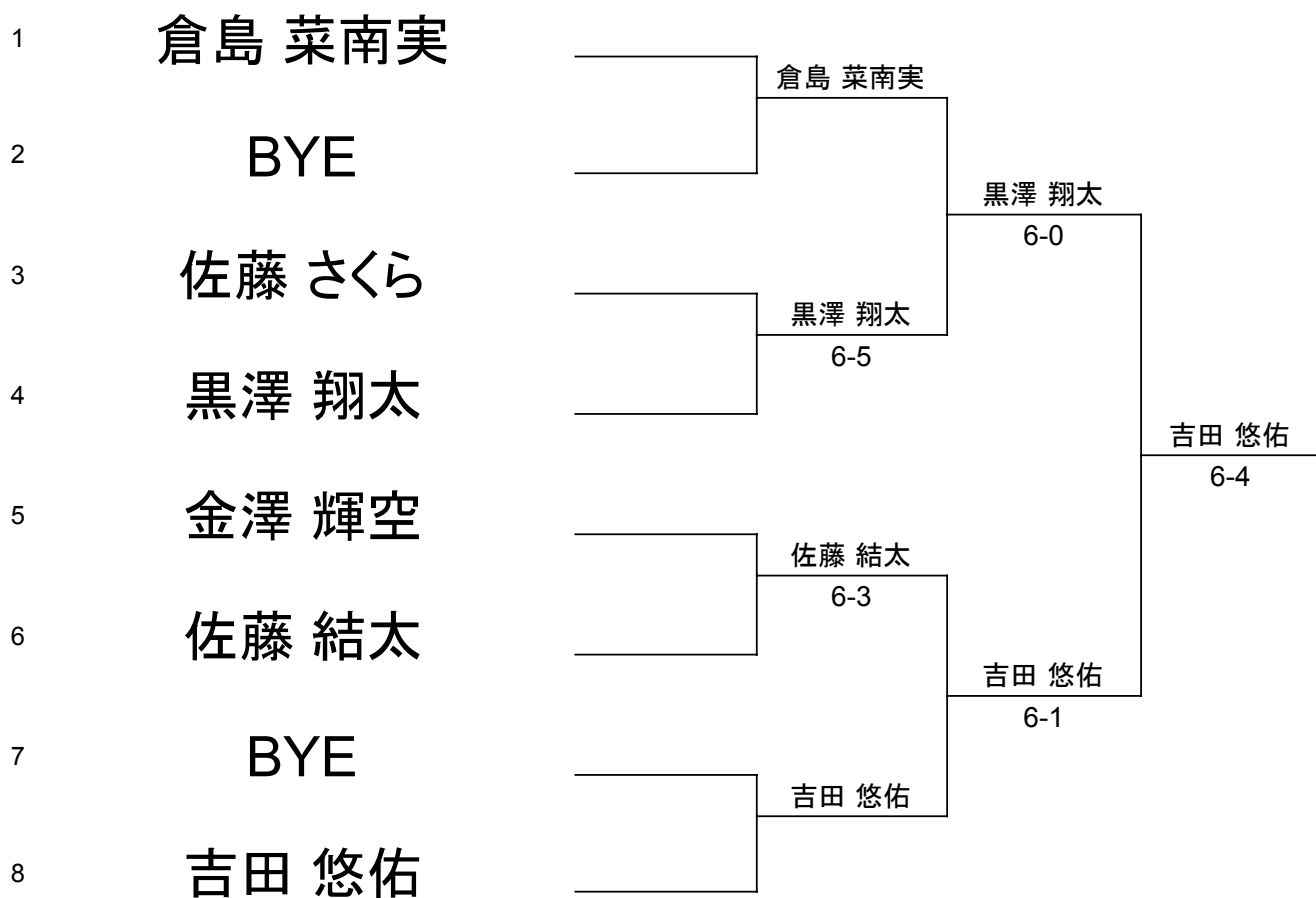 1 倉島 菜南実
倉島 菜南実
2 BYE
黒澤 翔太
6-0
3 佐藤 さくら
黒澤 翔太
6-5
4 黒澤 翔太
吉田 悠佑
6-4
5 金澤 輝空
佐藤 結太
6-3
6 佐藤 結太
吉田 悠佑
6-1
7 BYE
吉田 悠佑
8 吉田 悠佑